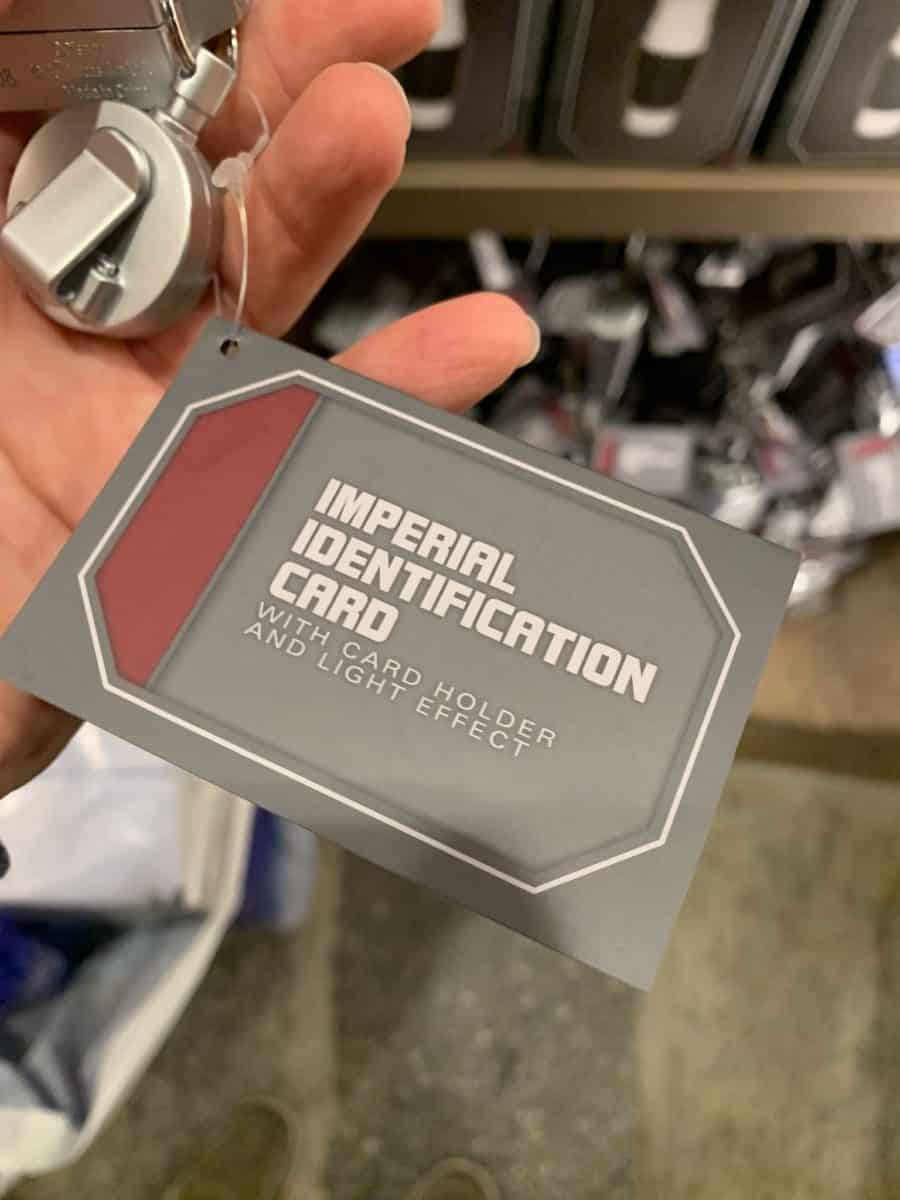 IMPERIAL
IDENTIFICATION
CARD
WITH CARD HOLDER
AND LIGHT EFFECT